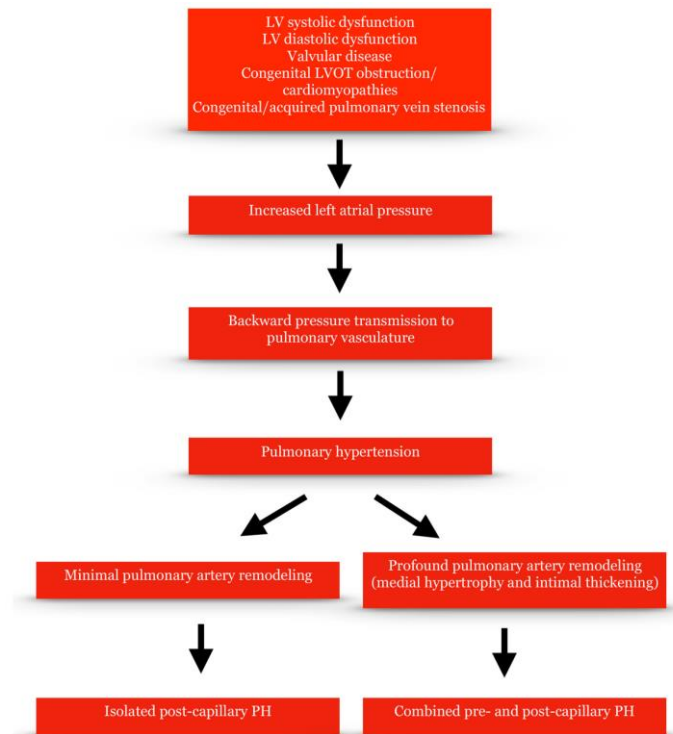 LV systolic dysfunction
LV diastolic dysfunction
Valvular disease
Congenital LVOT obstruction/
cardiomyopathies
Congenital/acquired pulmonary vein stenosis
Increased left atrial pressure
Backward pressure transmission to
pulmonary vasculature
Pulmonary hypertension
Minimal pulmonary artery remodeling
Profound pulmonary artery remodeling
(medial hypertrophy and intimal thickening)
Isolated post-capillary PH
Combined pre- and post-capillary PH